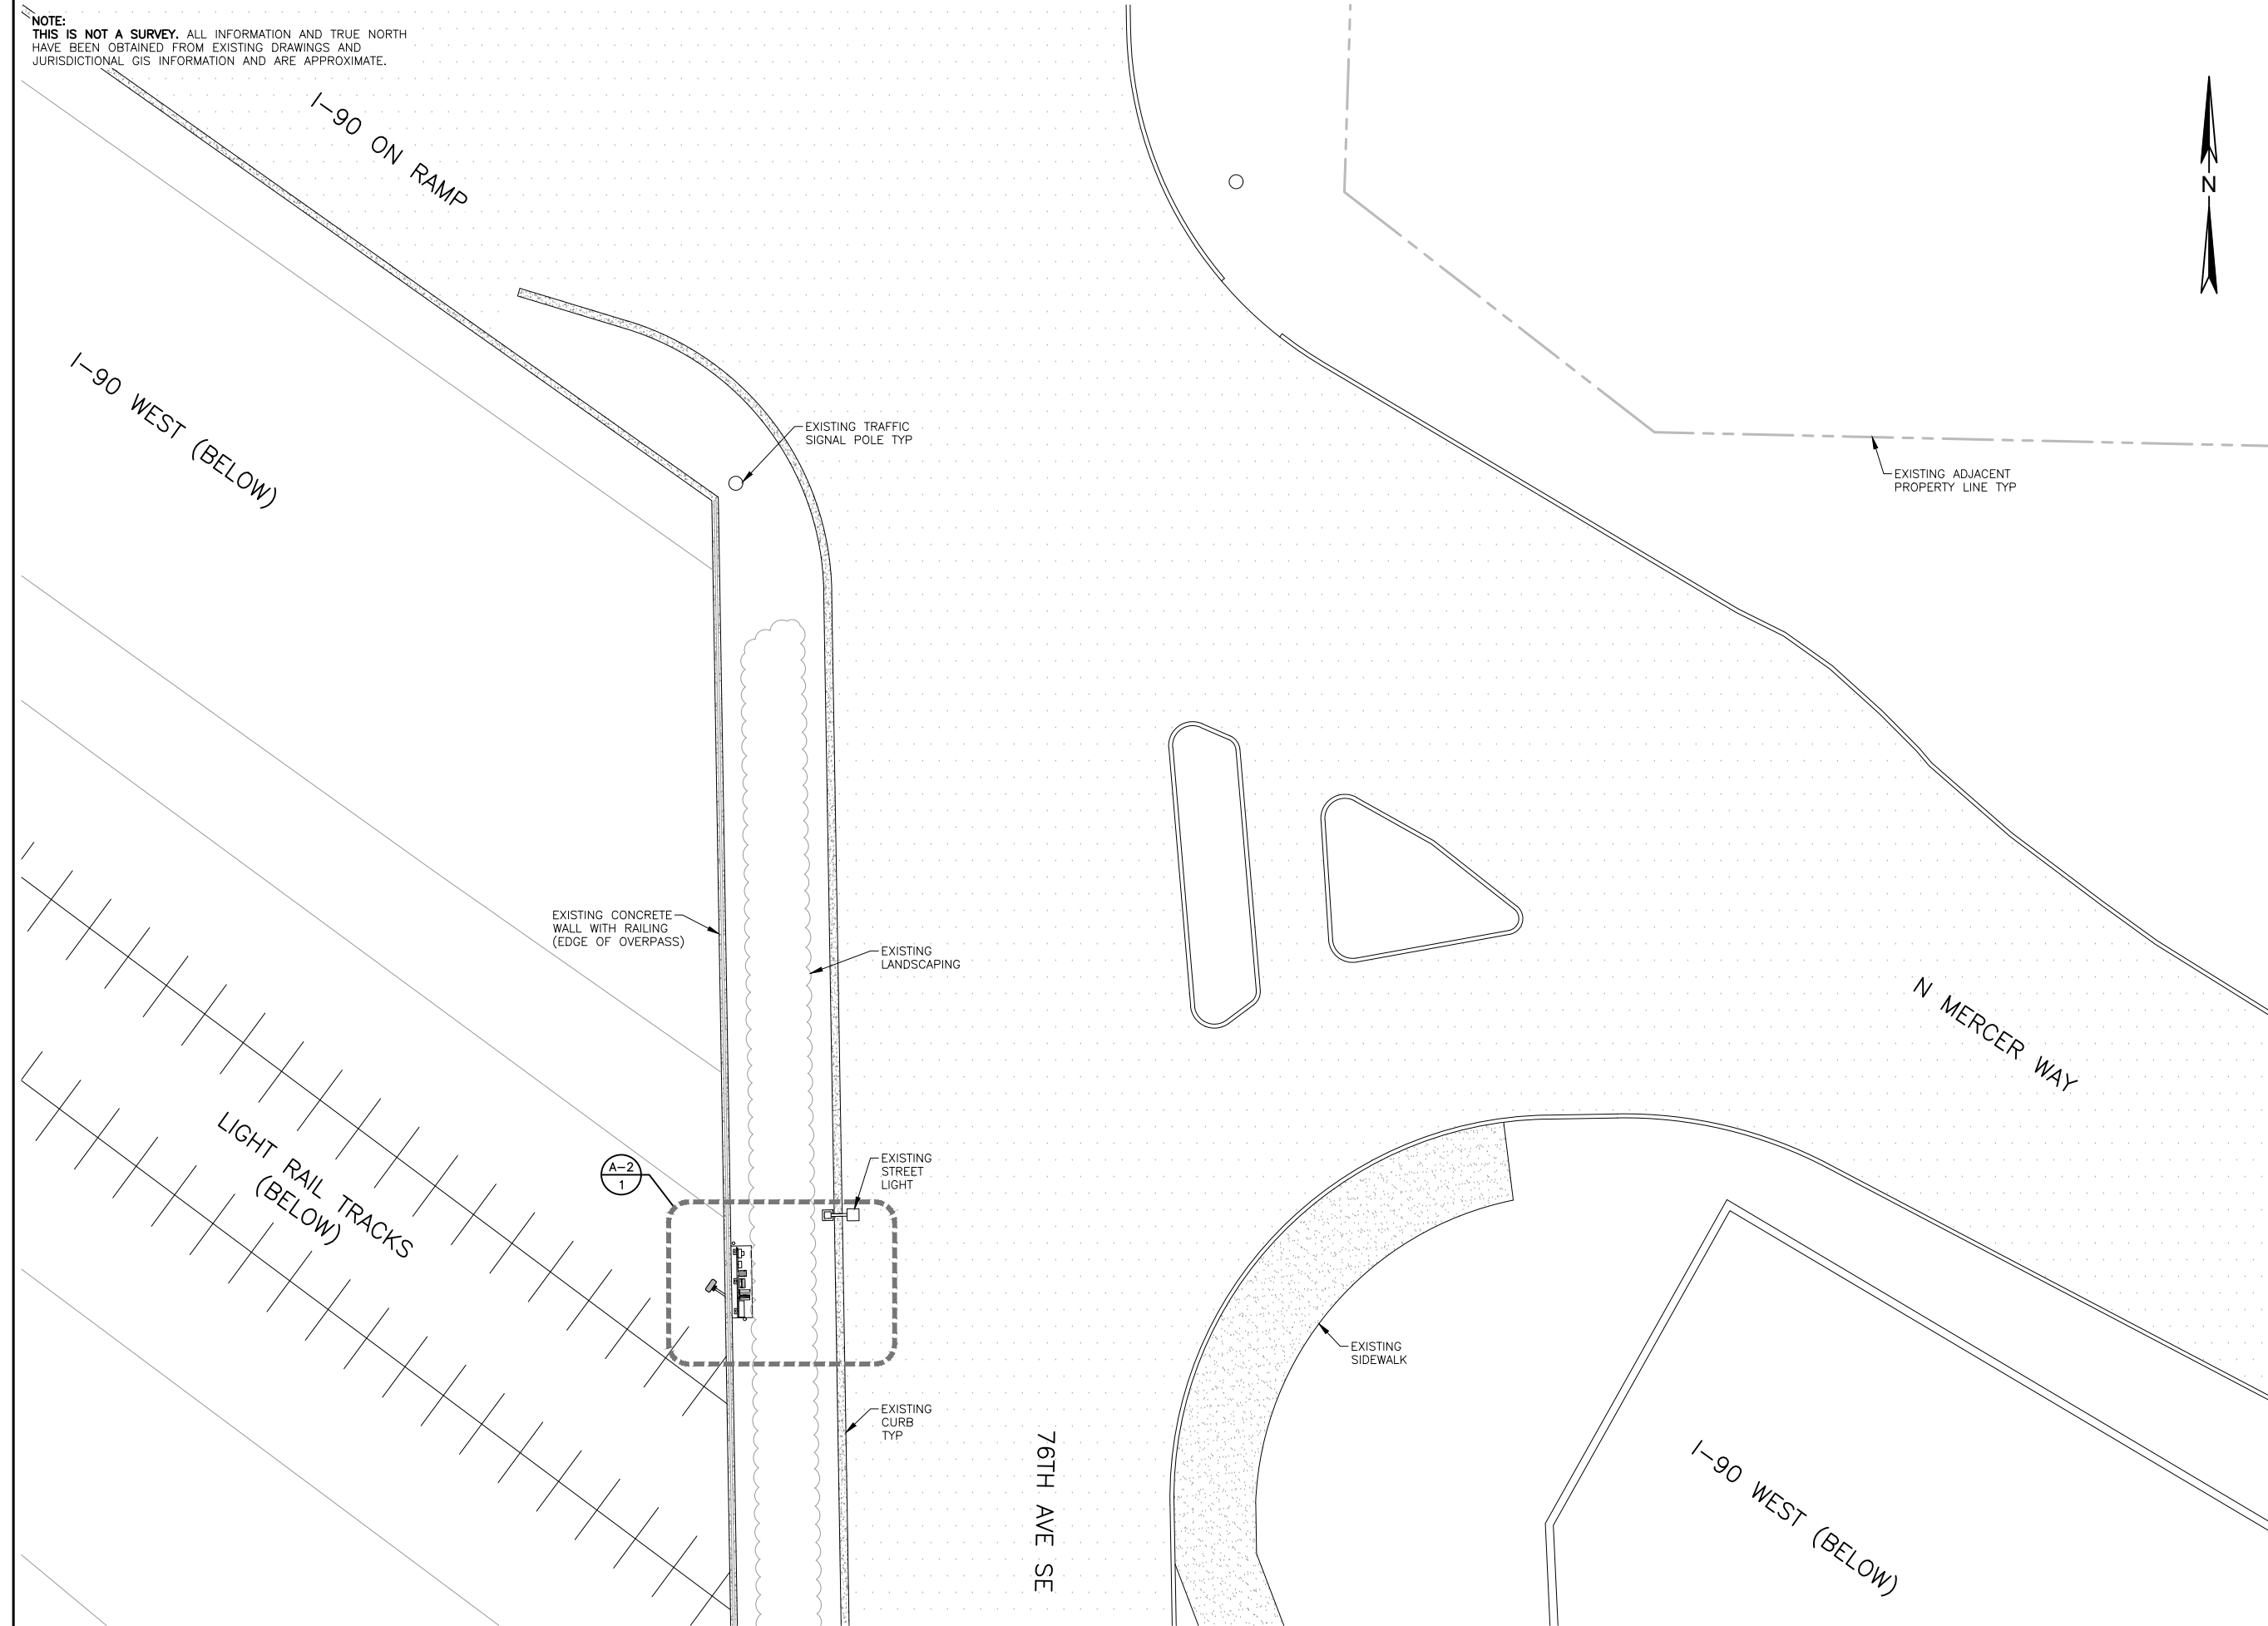 NOTE:
THIS IS NOT A SURVEY. ALL INFORMATION AND TRUE NORTH
HAVE BEEN OBTAINED FROM EXISTING DRAWINGS AND
JURISDICTIONAL GIS INFORMATION AND ARE APPROXIMATE.
I-90 ON RAMP
N
I-90 WEST (BELOW)
EXISTING TRAFFIC
SIGNAL POLE TYP
EXISTING ADJACENT
PROPERTY LINE TYP
EXISTING CONCRETE
WALL WITH RAILING
(EDGE OF OVERPASS)
EXISTING
LANDSCAPING
N MERCER WAY
LIGHT RAIL TRACKS
(BELOW)
A-2
1
EXISTING
STREET
LIGHT
EXISTING
SIDEWALK
EXISTING
CURB
TYP
76TH AVE SE
I-90 WEST (BELOW)